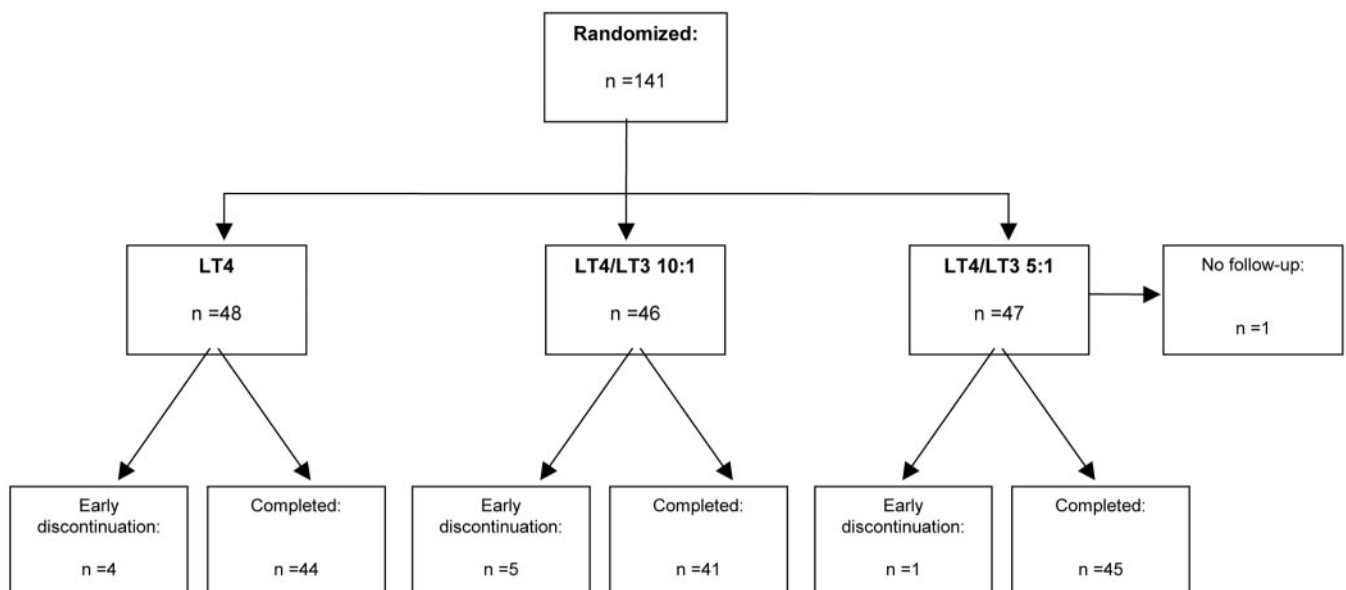 Randomized:
n =141
LT4
n =48
LT4/LT3 10:1
n =46
LT4/LT3 5:1
n =47
No follow-up:
n =1
Early
discontinuation:
n =4
Completed:
n =44
Early
discontinuation:
n =5
Completed:
n =41
Early
discontinuation:
n =1
Completed:
n =45